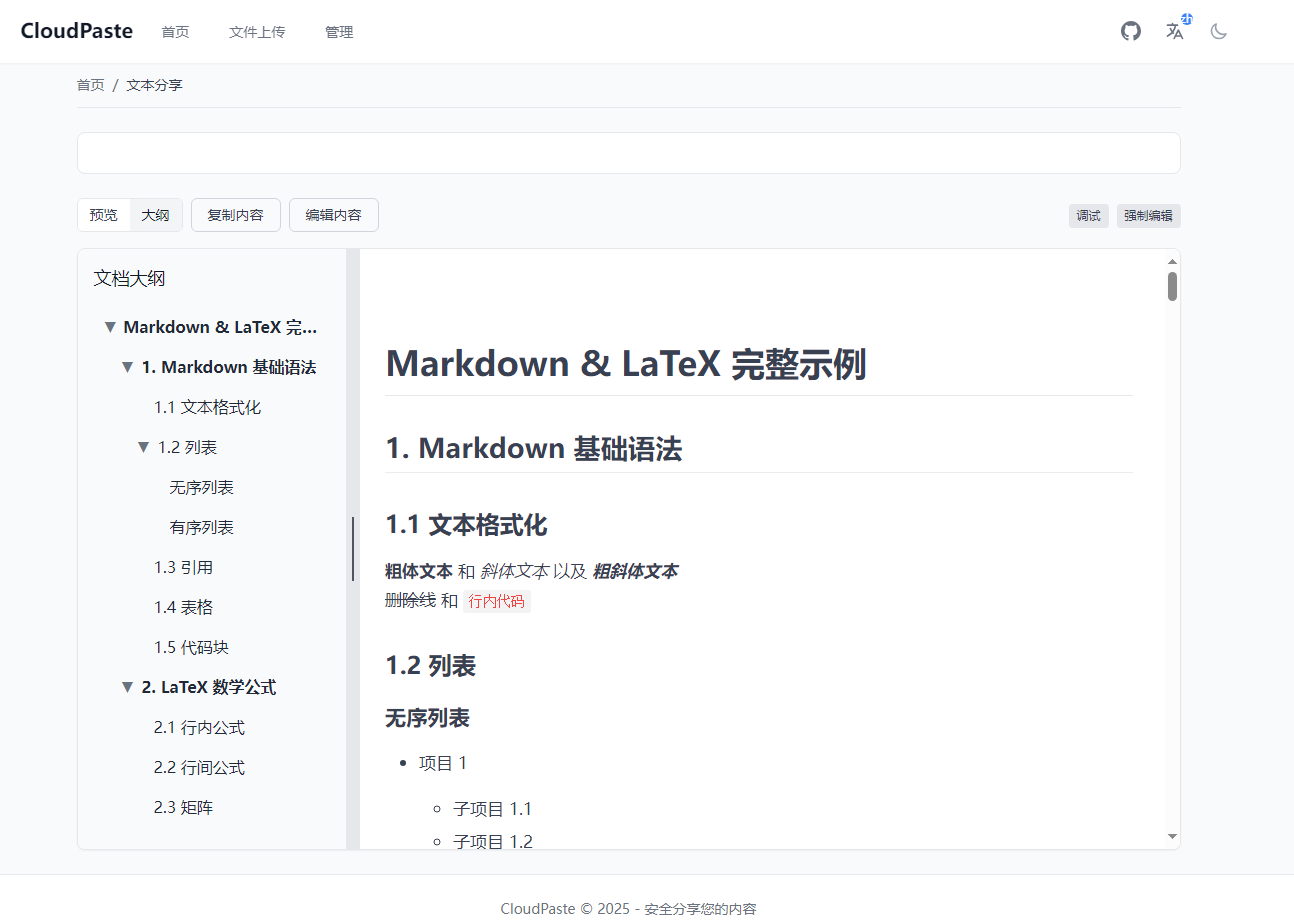 CloudPaste 首页 文件上传 管理 zh
首页 / 文本分享
预览 大纲 复制内容 编辑内容 调试 强制编辑
文档大纲
▼ Markdown & LaTeX 完...
▼ 1. Markdown 基础语法
1.1 文本格式化
▼ 1.2 列表
无序列表
有序列表
1.3 引用
1.4 表格
1.5 代码块
▼ 2. LaTeX 数学公式
2.1 行内公式
2.2 行间公式
2.3 矩阵
Markdown & LaTeX 完整示例
1. Markdown 基础语法
1.1 文本格式化
粗体文本 和 斜体文本 以及 粗斜体文本
删除线 和 行内代码
1.2 列表
无序列表
• 项目 1
◦ 子项目 1.1
◦ 子项目 1.2
CloudPaste © 2025 - 安全分享您的内容